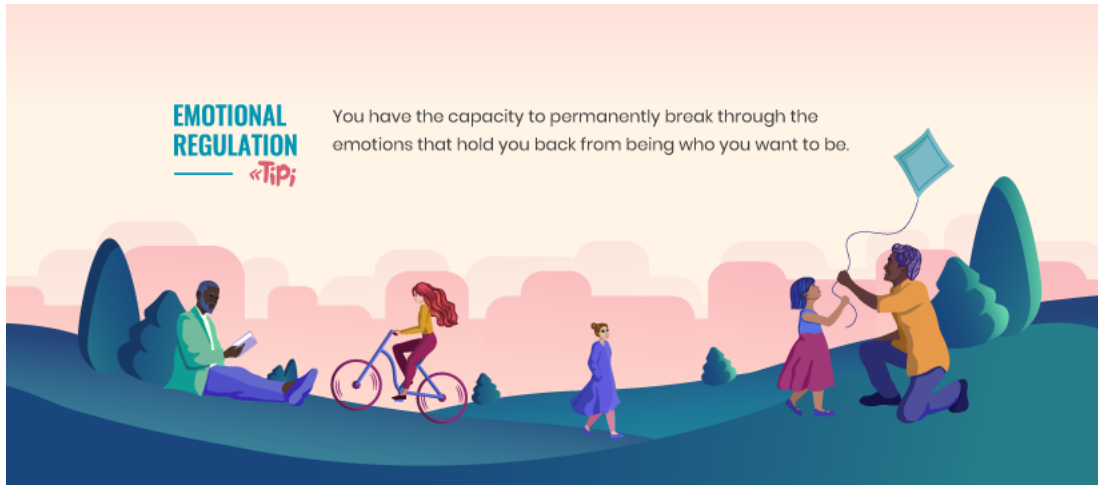 EMOTIONAL
REGULATION
«Tipi
You have the capacity to permanently break through the
emotions that hold you back from being who you want to be.